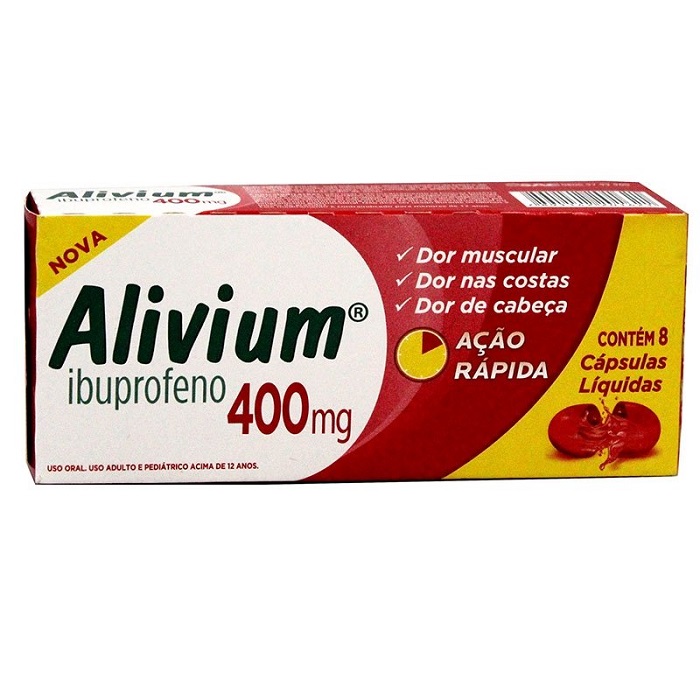 Alivium®
ibuprofeno 400mg
NOVA
Alivium®
ibuprofeno 400mg
USO ORAL. USO ADULTO E PEDIÁTRICO ACIMA DE 12 ANOS.
✓ Dor muscular
✓ Dor nas costas
✓ Dor de cabeça
AÇÃO
RÁPIDA
CONTÉM 8
Cápsulas
Líquidas